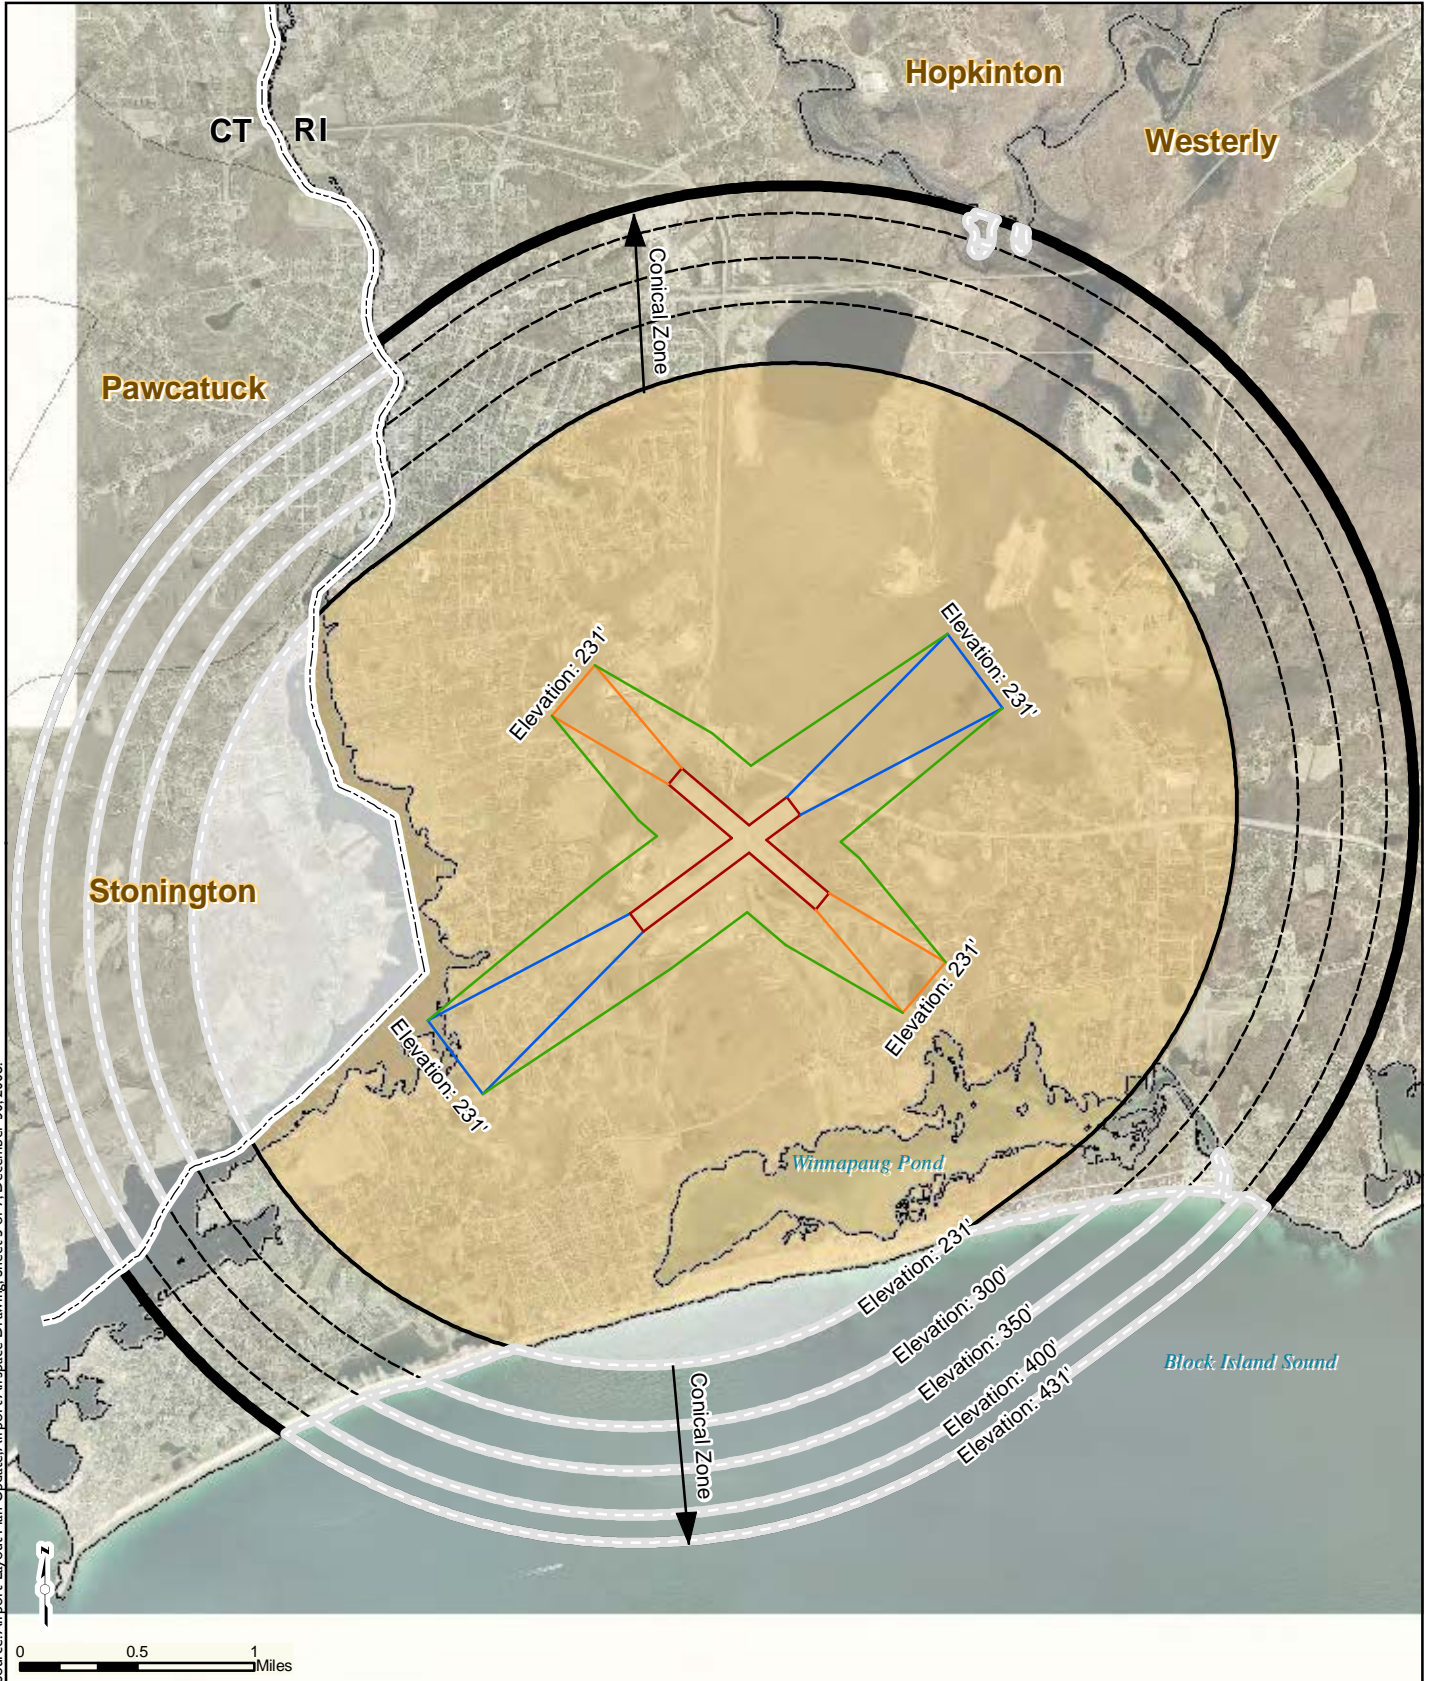 Hopkinton
CT RI
Westerly
Conical Zone
Pawcatuck
Elevation: 231'
Elevation: 231'
Stonington
Elevation: 231'
Elevation: 231'
Winnapaug Pond
Elevation: 231'
Elevation: 300'
Elevation: 350'
Elevation: 400'
Elevation: 431'
Block Island Sound
Conical Zone
z
0 0.5 1
Miles